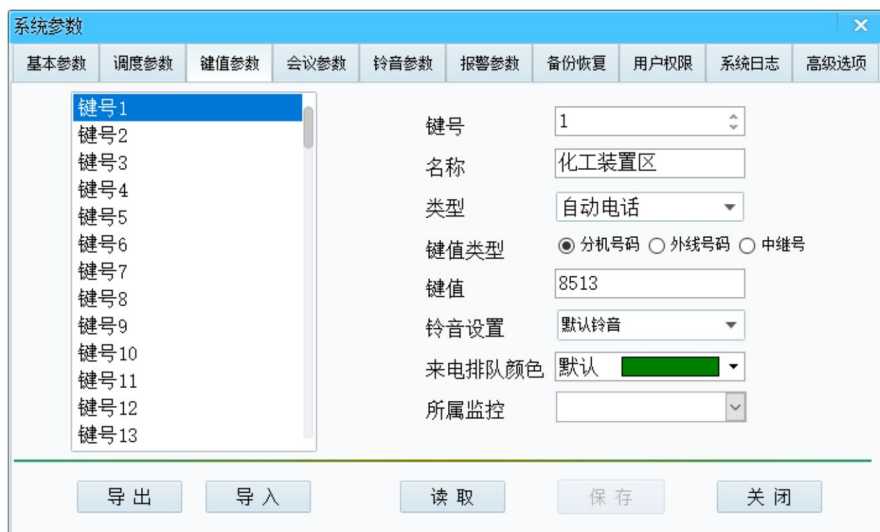 系统参数
基本参数 调度参数 键值参数 会议参数 铃音参数 报警参数 备份恢复 用户权限 系统日志 高级选项
键号1
键号2
键号3
键号4
键号5
键号6
键号7
键号8
键号9
键号10
键号11
键号12
键号13
键号 1
名称 化工装置区
类型 自动电话
键值类型 分机号码 外线号码 中继号
键值 8513
铃音设置 默认铃音
来电排队颜色 默认
所属监控
导出 导入 读取 保存 关闭